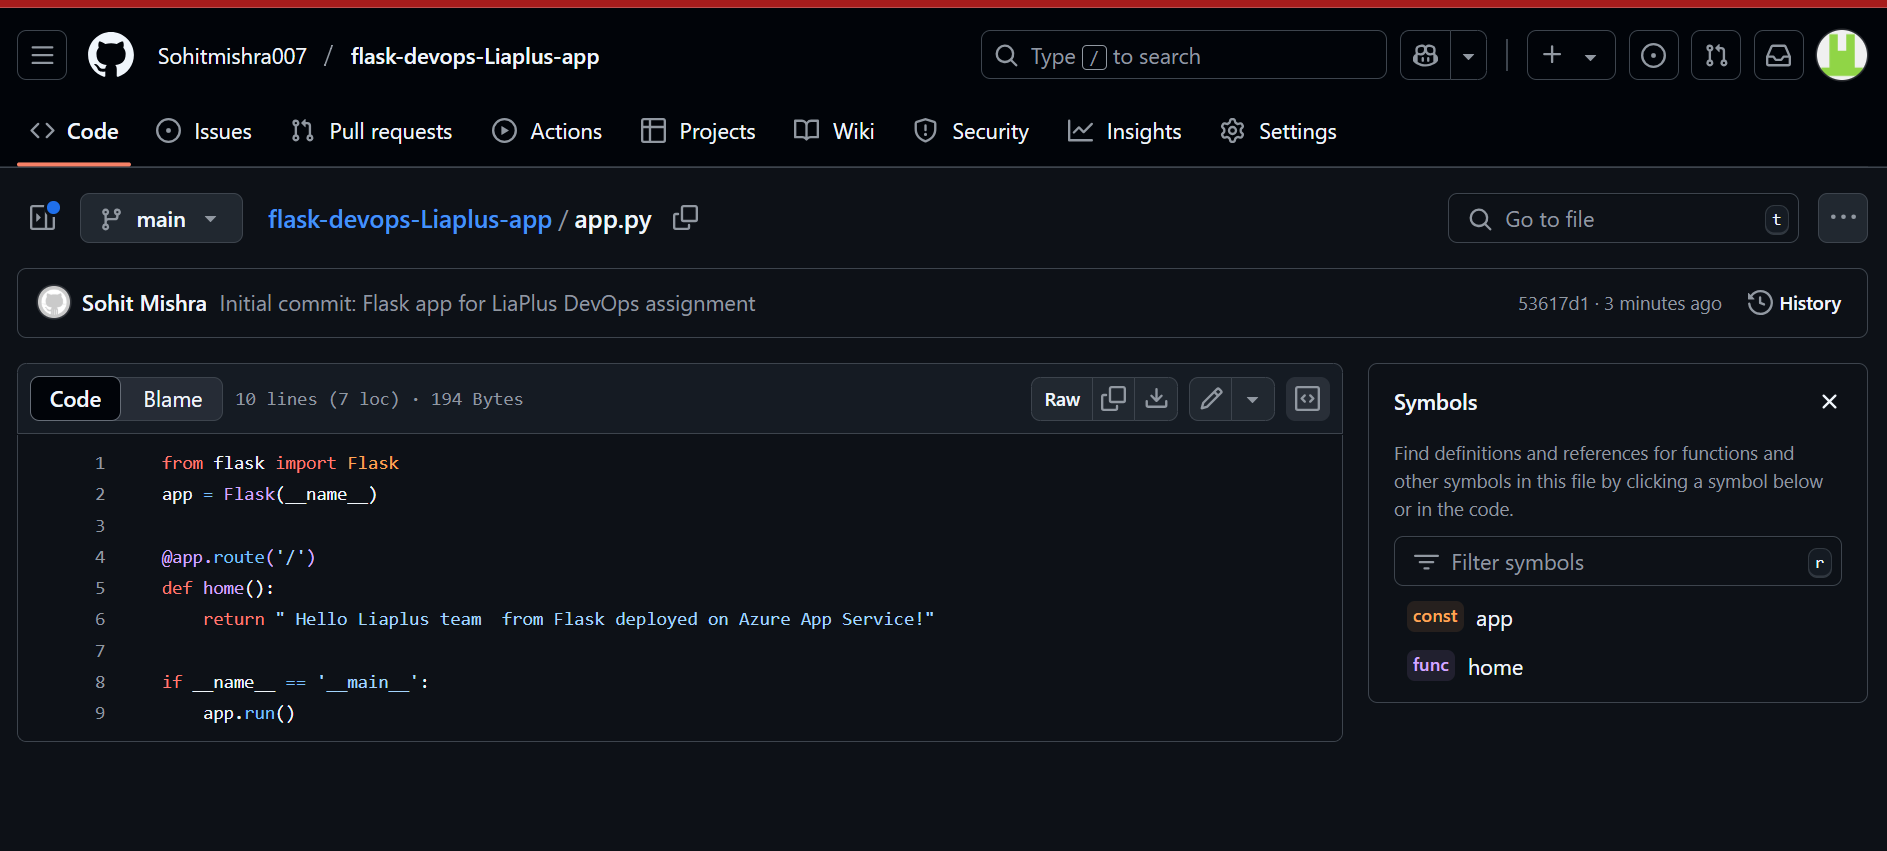 Sohitmishra007 / flask-devops-Liaplus-app
Type / to search
Code Issues Pull requests Actions Projects Wiki Security Insights Settings
main flask-devops-Liaplus-app / app.py
Go to file t
Sohit Mishra Initial commit: Flask app for LiaPlus DevOps assignment
53617d1 · 3 minutes ago History
Code Blame 10 lines (7 loc) · 194 Bytes
Raw
1 from flask import Flask
2 app = Flask(__name__)
3
4 @app.route('/')
5 def home():
6     return " Hello Liaplus team  from Flask deployed on Azure App Service!"
7
8 if __name__ == '__main__':
9     app.run()
Symbols
Find definitions and references for functions and
other symbols in this file by clicking a symbol below
or in the code.
Filter symbols r
const app
func home